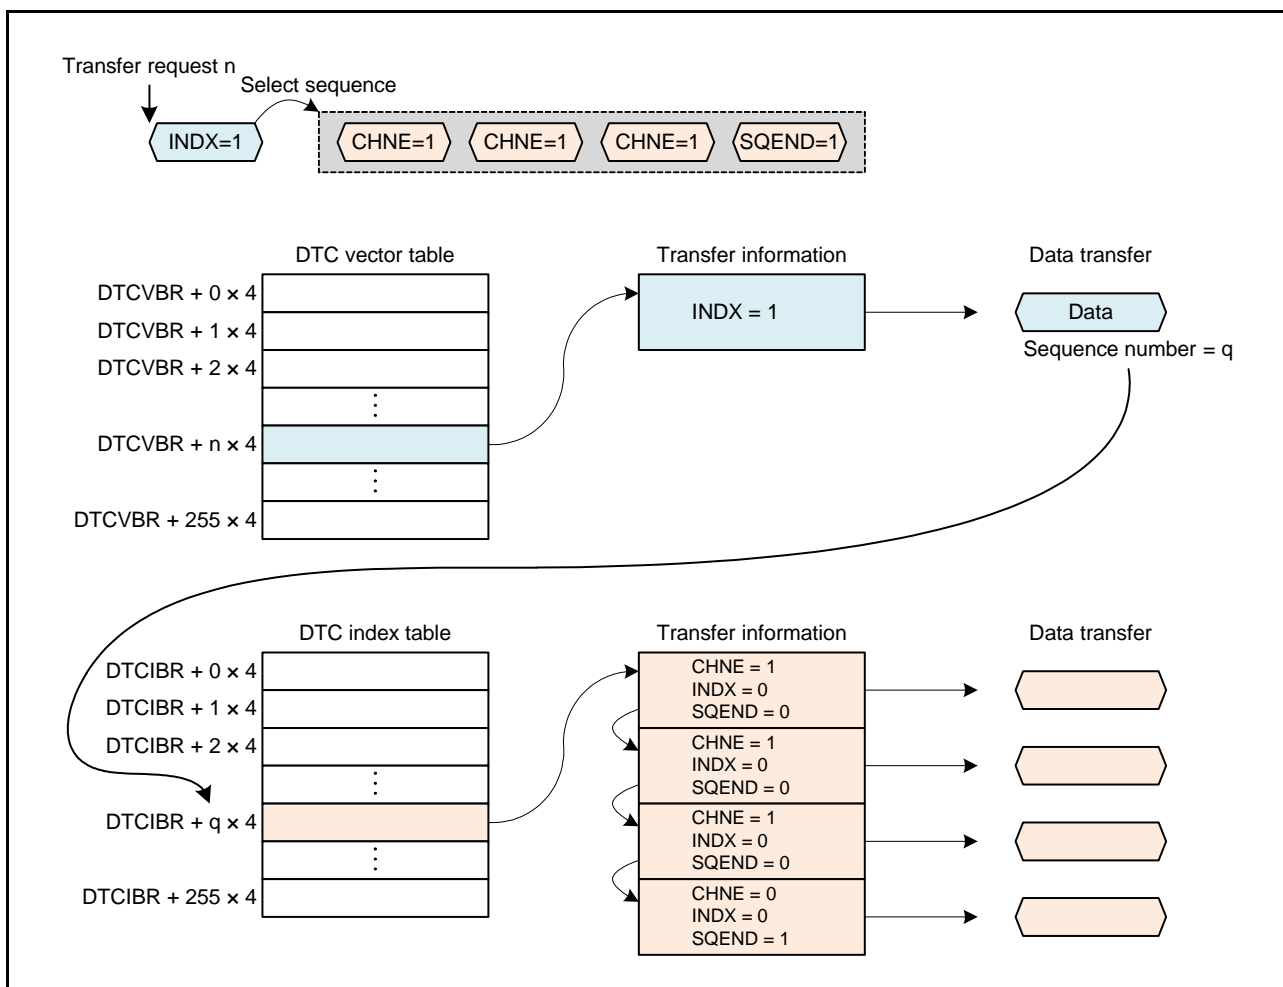 Transfer request n
Select sequence
INDX=1
CHNE=1
CHNE=1
CHNE=1
SQEND=1
DTC vector table
Transfer information
Data transfer
DTCVBR + 0 × 4
DTCVBR + 1 × 4
DTCVBR + 2 × 4
⋮
DTCVBR + n × 4
⋮
DTCVBR + 255 × 4
INDX = 1
Data
Sequence number = q
DTC index table
Transfer information
Data transfer
DTCIBR + 0 × 4
DTCIBR + 1 × 4
DTCIBR + 2 × 4
⋮
DTCIBR + q × 4
⋮
DTCIBR + 255 × 4
CHNE = 1
INDX = 0
SQEND = 0
CHNE = 1
INDX = 0
SQEND = 0
CHNE = 1
INDX = 0
SQEND = 0
CHNE = 0
INDX = 0
SQEND = 1